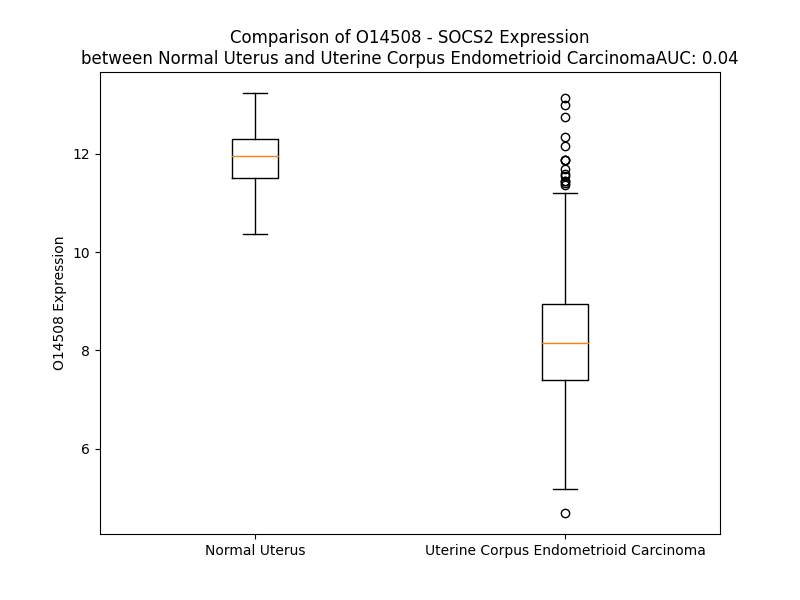 Comparison of O14508 - SOCS2 Expression
between Normal Uterus and Uterine Corpus Endometrioid CarcinomaAUC: 0.04
12
10
8
6
O14508 Expression
Normal Uterus
Uterine Corpus Endometrioid Carcinoma